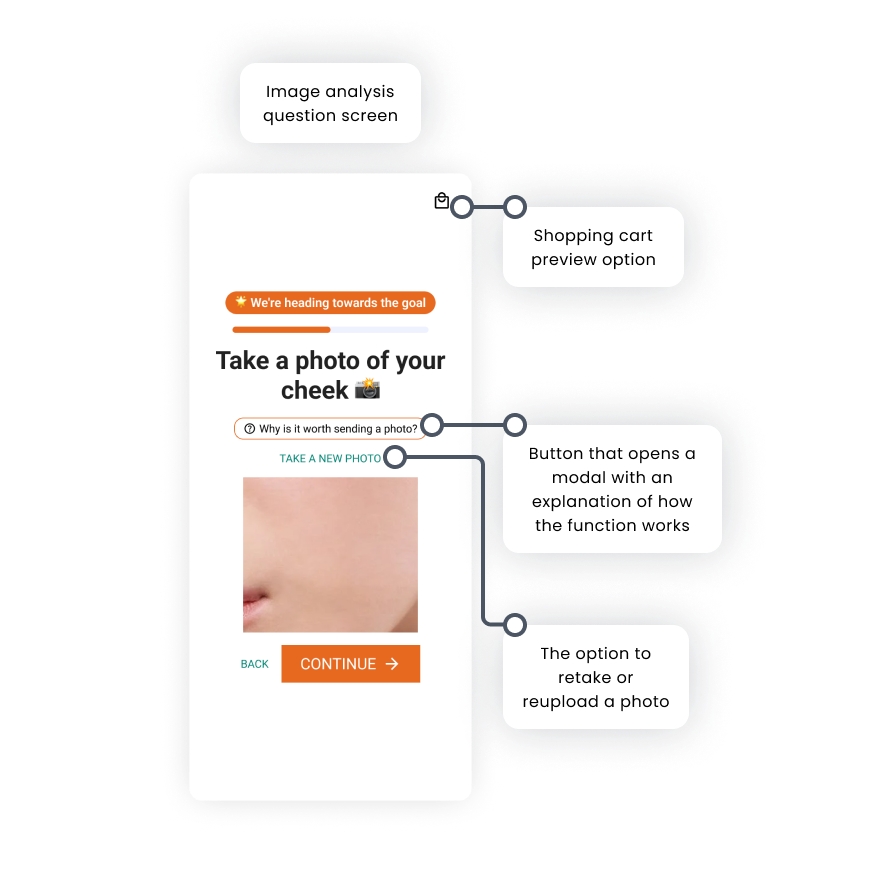 Image analysis
question screen
Shopping cart
preview option
🌟 We're heading towards the goal
Take a photo of your
cheek 📸
Why is it worth sending a photo?
Button that opens a
modal with an
explanation of how
the function works
TAKE A NEW PHOTO
The option to
retake or
reupload a photo
BACK
CONTINUE →